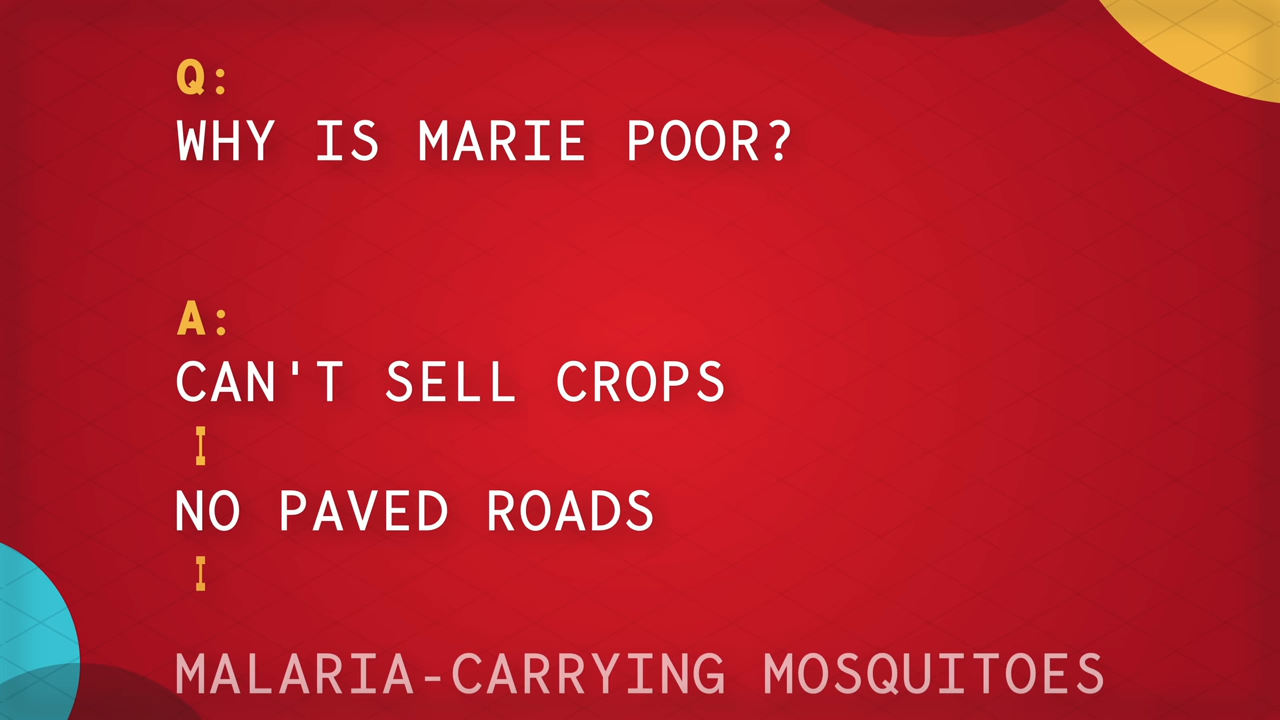 Q:
WHY IS MARIE POOR?
A:
CAN'T SELL CROPS
NO PAVED ROADS
MALARIA-CARRYING MOSQUITOES